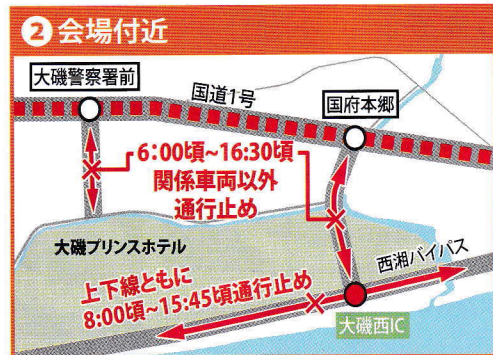 2 会場付近
大磯警察署前
国道1号
国府本郷
6:00頃~16:30頃
関係車両以外
通行止め
大磯プリンスホテル
西湘バイパス
上下線ともに
8:00頃~15:45頃通行止め
大磯西IC